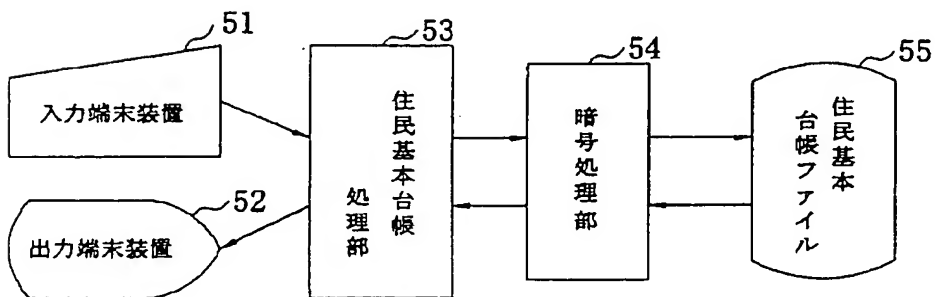 51
入力端末装置
52
出力端末装置
53
住民基本台帳
処理部
54
暗号処理部
55
住民基本
台帳ファイル